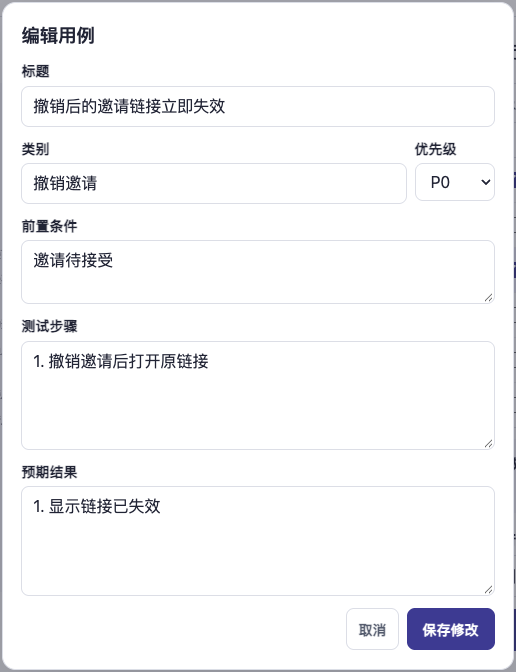 编辑用例
标题
撤销后的邀请链接立即失效
类别
优先级
撤销邀请
P0
前置条件
邀请待接受
测试步骤
1. 撤销邀请后打开原链接
预期结果
1. 显示链接已失效
取消
保存修改